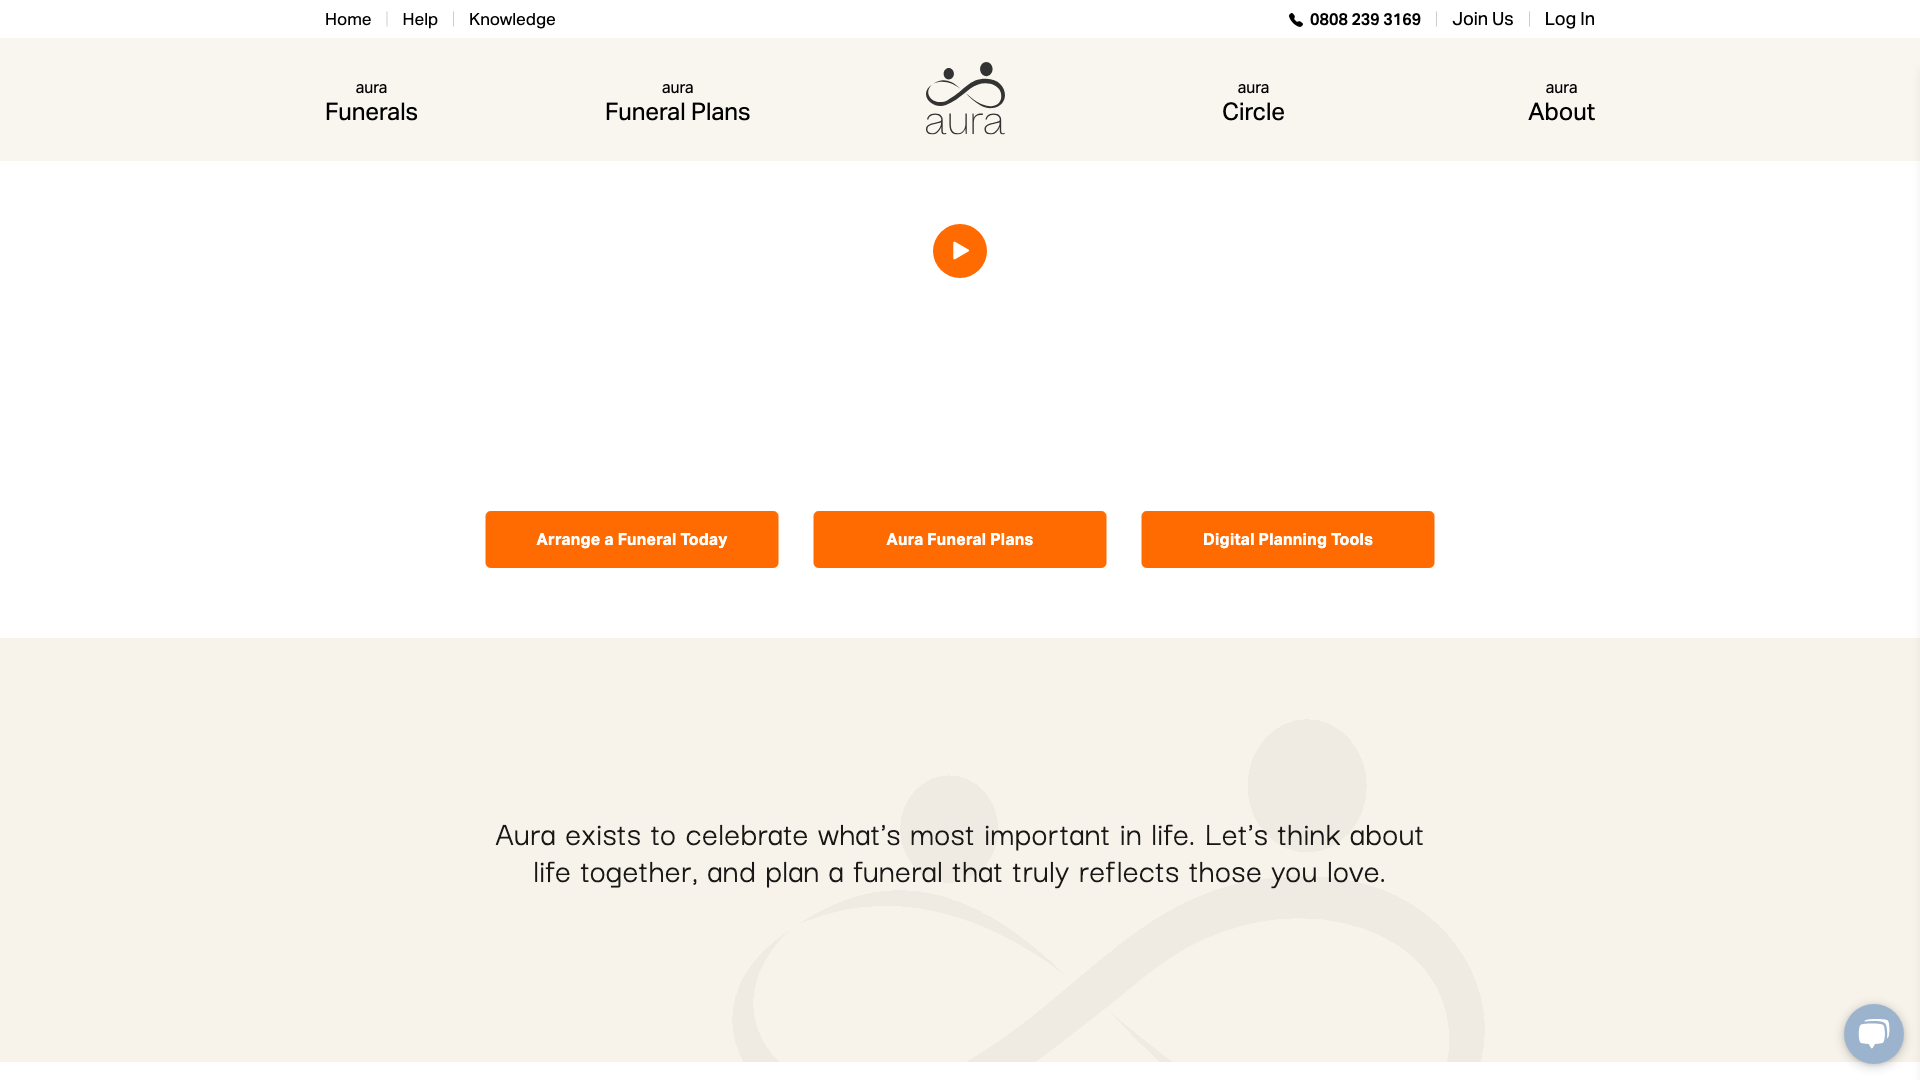 Home
Help
Knowledge
0808 239 3169
Join Us
Log In
aura
Funerals
aura
Funeral Plans
aura
aura
Circle
aura
About
Arrange a Funeral Today
Aura Funeral Plans
Digital Planning Tools
Aura exists to celebrate what's most important in life. Let's think about
life together, and plan a funeral that truly reflects those you love.